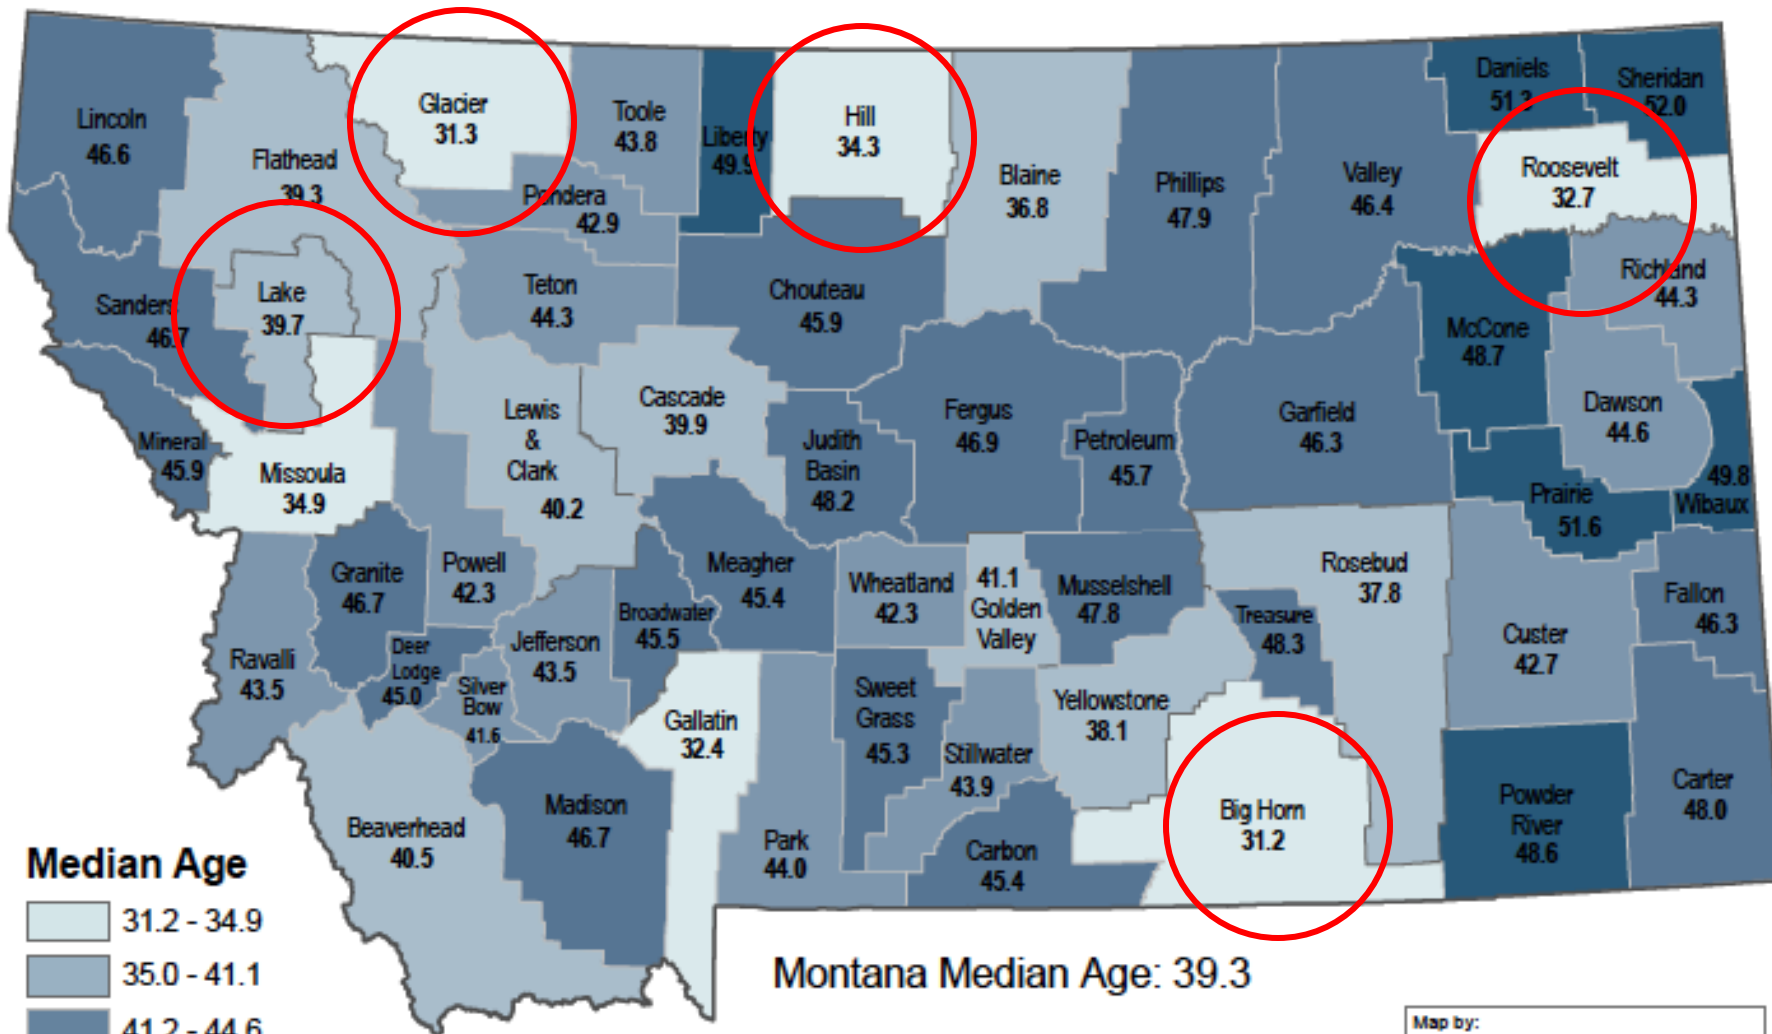 Lincoln
46.6
Flathead
39.3
Glacier
31.3
Toole
43.8
Liberty
49.9
Hill
34.3
Blaine
36.8
Phillips
47.9
Valley
46.4
Daniels
51.3
Sheridan
52.0
Roosevelt
32.7
Pondera
42.9
Teton
44.3
Chouteau
45.9
Sanders
46.7
Lake
39.7
McCone
48.7
Richland
44.3
Mineral
45.9
Missoula
34.9
Lewis
&
Clark
40.2
Cascade
39.9
Judith
Basin
48.2
Fergus
46.9
Petroleum
45.7
Garfield
46.3
Dawson
44.6
Prairie
51.6
49.8
Wibaux
Granite
46.7
Powell
42.3
Broadwater
45.5
Meagher
45.4
Wheatland
42.3
41.1
Golden
Valley
Musselshell
47.8
Rosebud
37.8
Treasure
48.3
Custer
42.7
Fallon
46.3
Ravalli
43.5
Deer
Lodge
45.0
Silver
Bow
41.6
Jefferson
43.5
Gallatin
32.4
Sweet
Grass
45.3
Stillwater
43.9
Yellowstone
38.1
Beaverhead
40.5
Madison
46.7
Park
44.0
Carbon
45.4
Big Horn
31.2
Powder
River
48.6
Carter
48.0
Median Age
31.2 - 34.9
35.0 - 41.1
41.2 - 44.6
Montana Median Age: 39.3
Map by: